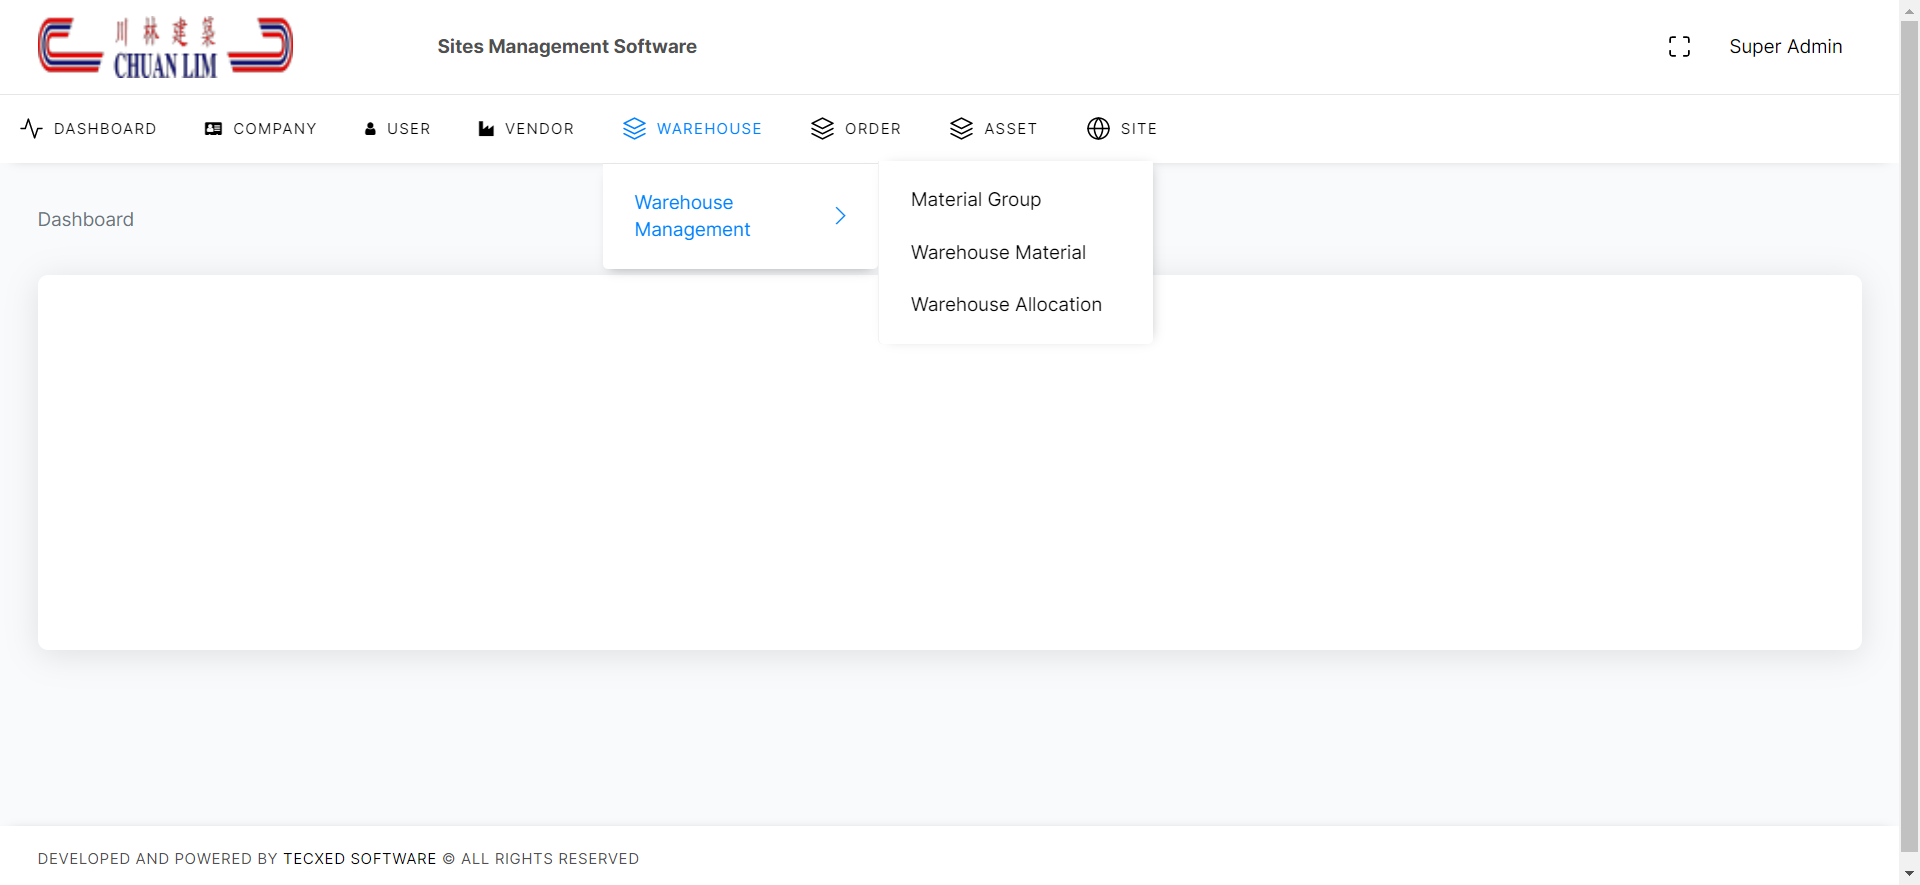 川林建築
CHUAN LIM
Sites Management Software
Super Admin
DASHBOARD
COMPANY
USER
VENDOR
WAREHOUSE
ORDER
ASSET
SITE
Dashboard
Warehouse
Management
Material Group
Warehouse Material
Warehouse Allocation
DEVELOPED AND POWERED BY TECXED SOFTWARE © ALL RIGHTS RESERVED